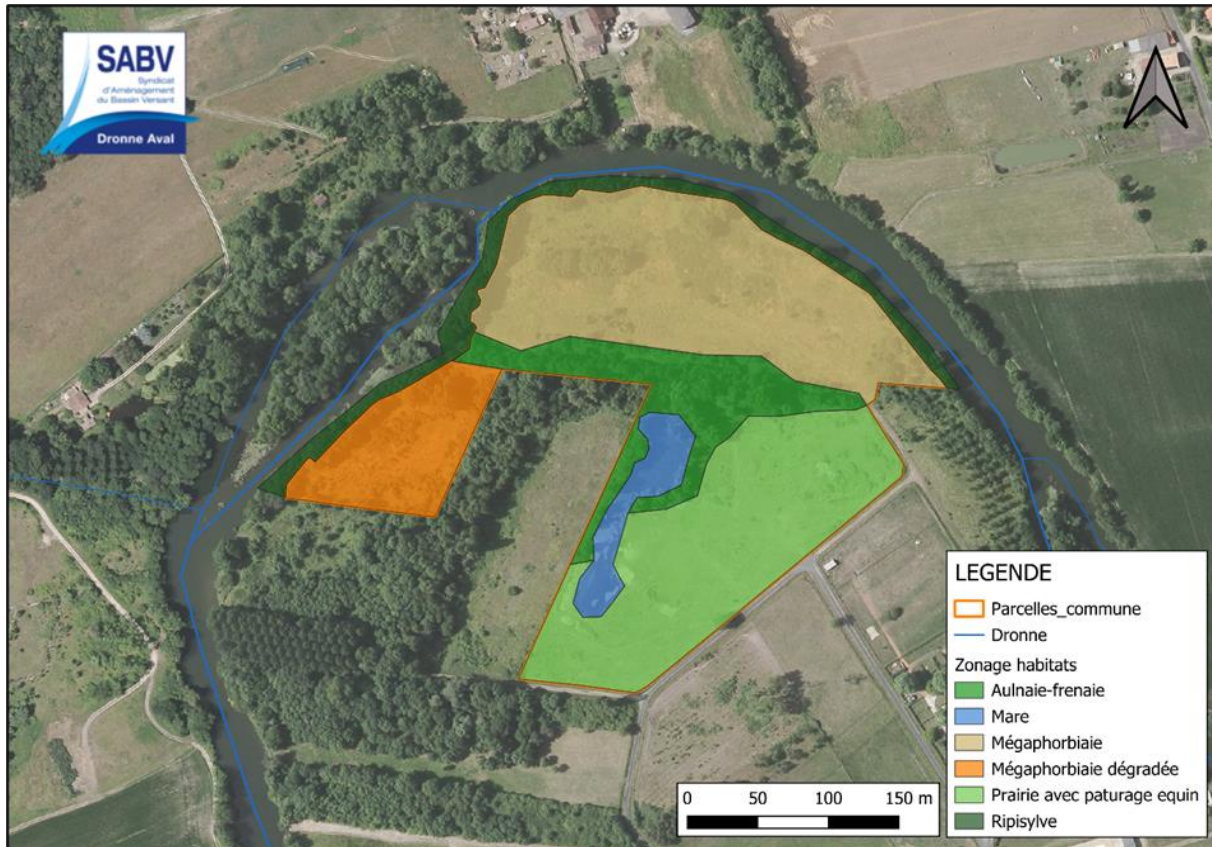 SABV
Syndicat
d'Aménagement
du Bassin Versant
Dronne Aval
LEGENDE
Parcelles_commune
Dronne
Zonage habitats
Aulnaie-frenaie
Mare
Mégaphorbiaie
Mégaphorbiaie dégradée
Prairie avec paturage equin
Ripisylve
0 50 100 150 m